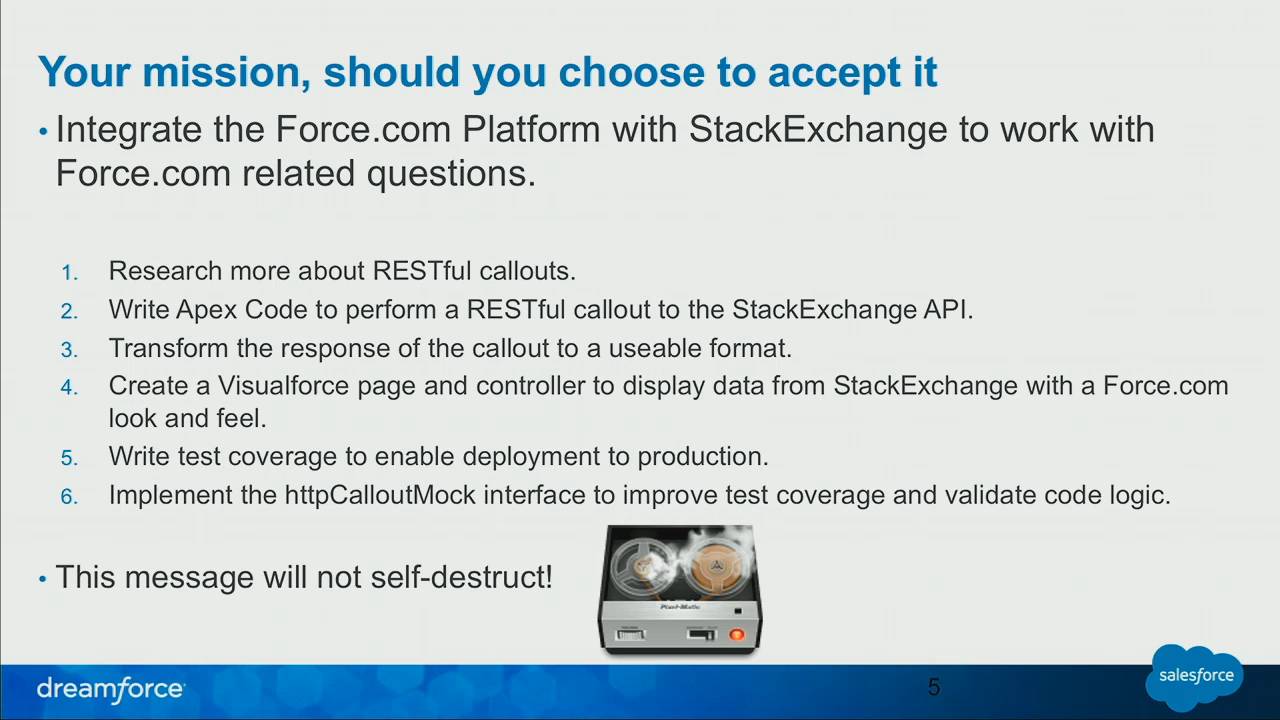 Your mission, should you choose to accept it
• Integrate the Force.com Platform with StackExchange to work with
Force.com related questions.
1. Research more about RESTful callouts.
2. Write Apex Code to perform a RESTful callout to the StackExchange API.
3. Transform the response of the callout to a useable format.
4. Create a Visualforce page and controller to display data from StackExchange with a Force.com
look and feel.
5. Write test coverage to enable deployment to production.
6. Implement the httpCalloutMock interface to improve test coverage and validate code logic.
• This message will not self-destruct!
Pixel-Matic
dreamforce
5
salesforce